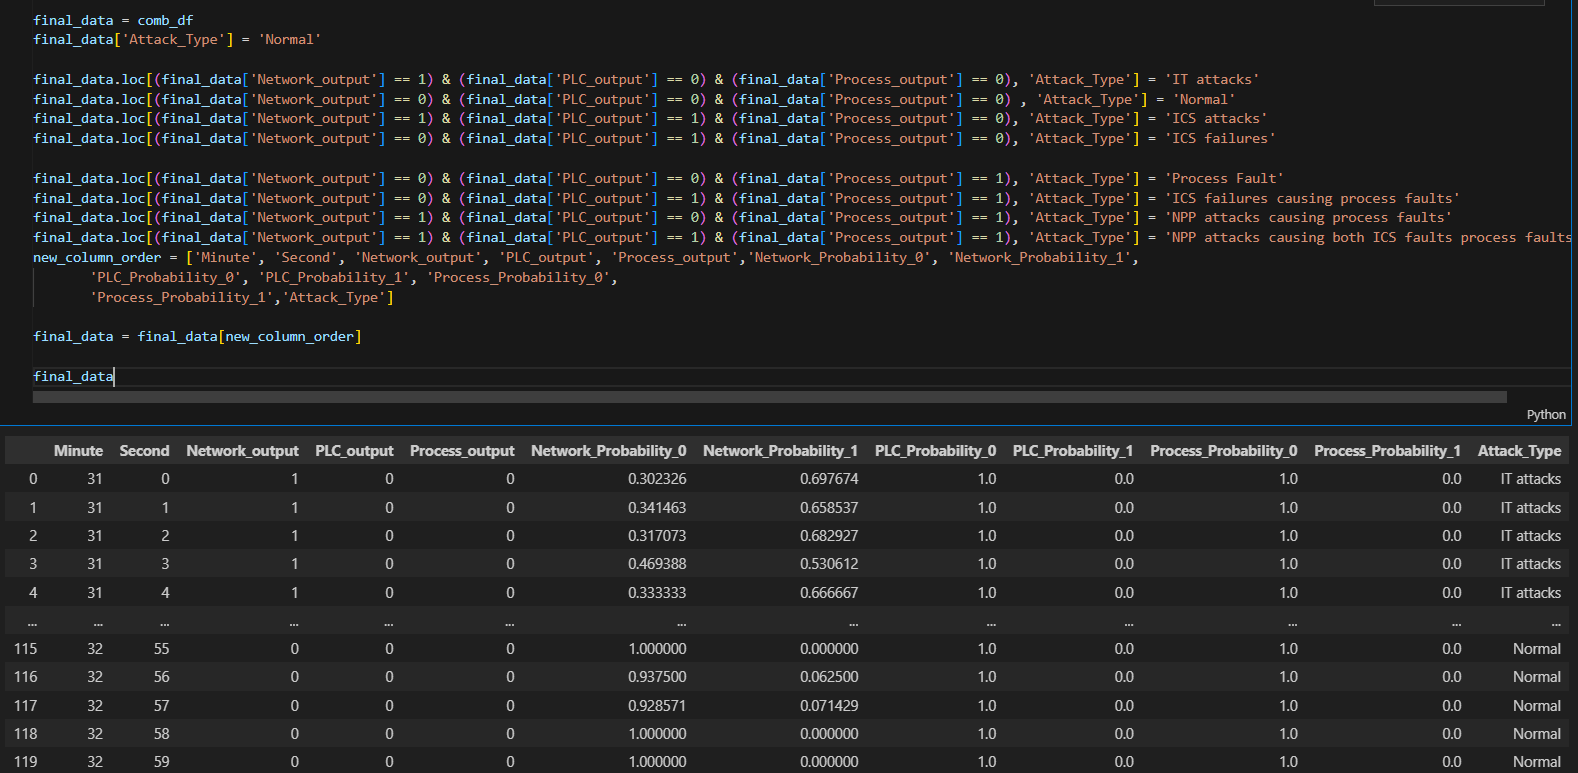 final_data = comb_df
final_data['Attack_Type'] = 'Normal'
final_data.loc[(final_data['Network_output'] == 1) & (final_data['PLC_output'] == 0) & (final_data['Process_output'] == 0), 'Attack_Type'] = 'IT attacks'
final_data.loc[(final_data['Network_output'] == 0) & (final_data['PLC_output'] == 0) & (final_data['Process_output'] == 0) , 'Attack_Type'] = 'Normal'
final_data.loc[(final_data['Network_output'] == 1) & (final_data['PLC_output'] == 1) & (final_data['Process_output'] == 0), 'Attack_Type'] = 'ICS attacks'
final_data.loc[(final_data['Network_output'] == 0) & (final_data['PLC_output'] == 1) & (final_data['Process_output'] == 0), 'Attack_Type'] = 'ICS failures'
final_data.loc[(final_data['Network_output'] == 0) & (final_data['PLC_output'] == 0) & (final_data['Process_output'] == 1), 'Attack_Type'] = 'Process Fault'
final_data.loc[(final_data['Network_output'] == 0) & (final_data['PLC_output'] == 1) & (final_data['Process_output'] == 1), 'Attack_Type'] = 'ICS failures causing process faults'
final_data.loc[(final_data['Network_output'] == 1) & (final_data['PLC_output'] == 0) & (final_data['Process_output'] == 1), 'Attack_Type'] = 'NPP attacks causing process faults'
final_data.loc[(final_data['Network_output'] == 1) & (final_data['PLC_output'] == 1) & (final_data['Process_output'] == 1), 'Attack_Type'] = 'NPP attacks causing both ICS faults process faults
new_column_order = ['Minute', 'Second', 'Network_output', 'PLC_output', 'Process_output','Network_Probability_0', 'Network_Probability_1',
'PLC_Probability_0', 'PLC_Probability_1', 'Process_Probability_0',
'Process_Probability_1','Attack_Type']
final_data = final_data[new_column_order]
final_data
Python
Minute Second Network_output PLC_output Process_output Network_Probability_0 Network_Probability_1 PLC_Probability_0 PLC_Probability_1 Process_Probability_0 Process_Probability_1 Attack_Type
0 31 0 1 0 0 0.302326 0.697674 1.0 0.0 1.0 0.0 IT attacks
1 31 1 1 0 0 0.341463 0.658537 1.0 0.0 1.0 0.0 IT attacks
2 31 2 1 0 0 0.317073 0.682927 1.0 0.0 1.0 0.0 IT attacks
3 31 3 1 0 0 0.469388 0.530612 1.0 0.0 1.0 0.0 IT attacks
4 31 4 1 0 0 0.333333 0.666667 1.0 0.0 1.0 0.0 IT attacks
... ... ... ... ... ... ... ... ... ... ... ... ...
115 32 55 0 0 0 1.000000 0.000000 1.0 0.0 1.0 0.0 Normal
116 32 56 0 0 0 0.937500 0.062500 1.0 0.0 1.0 0.0 Normal
117 32 57 0 0 0 0.928571 0.071429 1.0 0.0 1.0 0.0 Normal
118 32 58 0 0 0 1.000000 0.000000 1.0 0.0 1.0 0.0 Normal
119 32 59 0 0 0 1.000000 0.000000 1.0 0.0 1.0 0.0 Normal